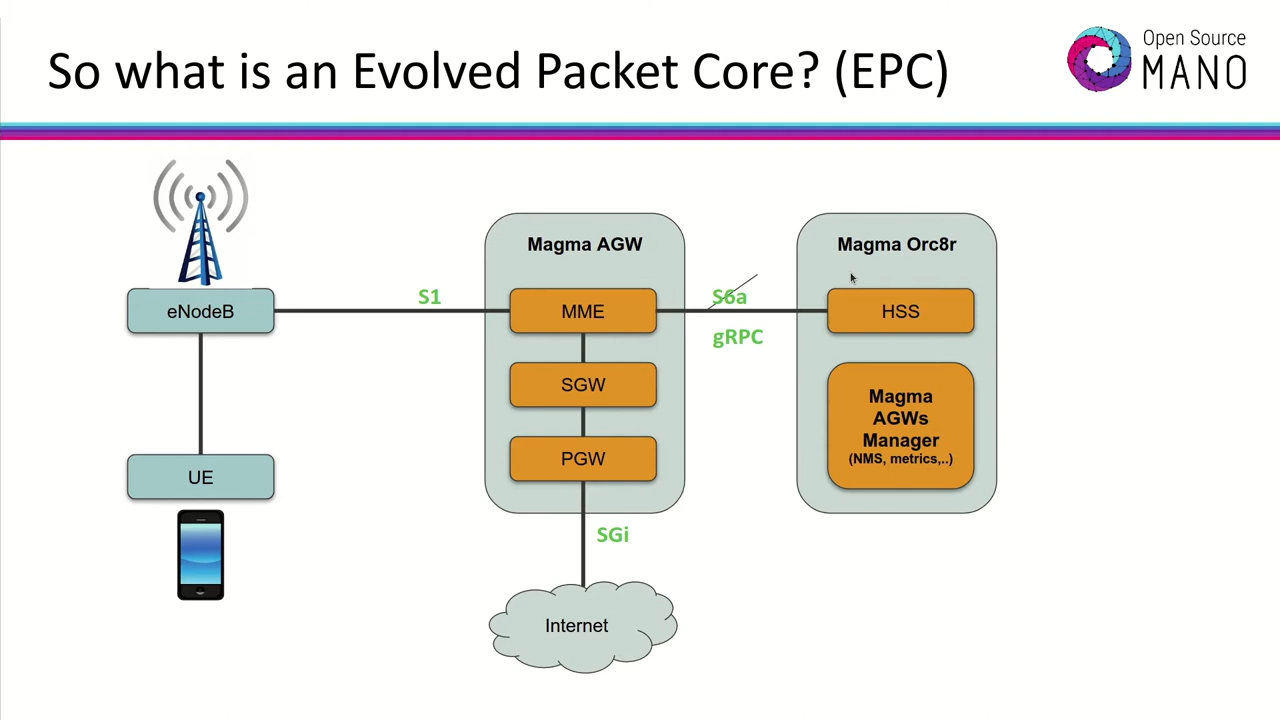 So what is an Evolved Packet Core? (EPC)
Open Source
MANO
Magma AGW
Magma Orc8r
eNodeB
S1
MME
S6a
gRPC
HSS
SGW
PGW
Magma
AGWs
Manager
(NMS, metrics,..)
UE
SGi
Internet